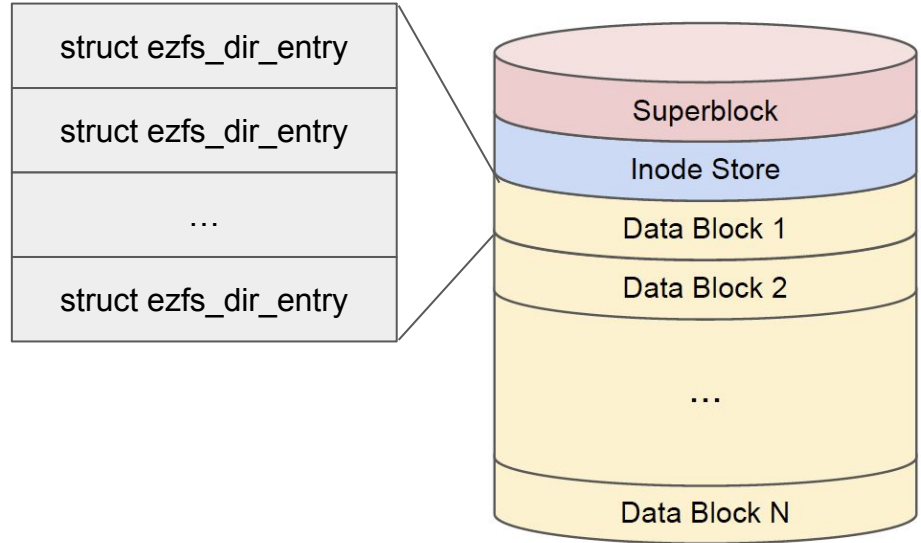 struct ezfs_dir_entry
struct ezfs_dir_entry
...
struct ezfs_dir_entry
Superblock
Inode Store
Data Block 1
Data Block 2
...
Data Block N